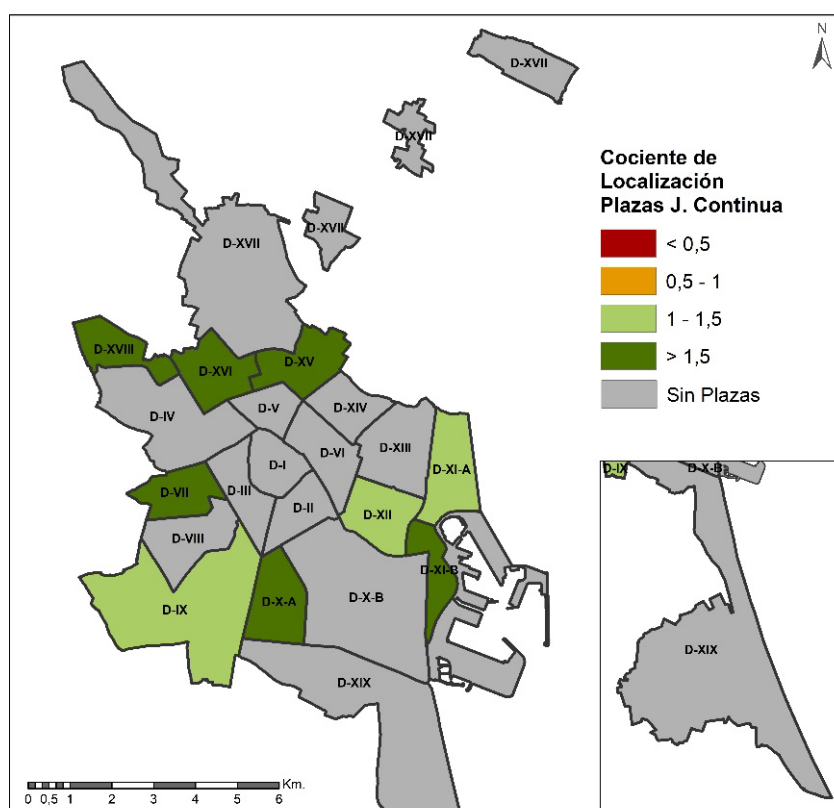 N
D-XVII
D-XVII
D-XVII
D-XVII
Cociente de
Localización
Plazas J. Continua
< 0,5
0,5 - 1
1 - 1,5
> 1,5
Sin Plazas
D-XVIII
D-XVI
D-XV
D-IV
D-V
D-XIV
D-VI
D-XIII
D-I
D-XI-A
D-III
D-VII
D-II
D-XII
D-VIII
D-XI-B
D-IX
D-X-A
D-X-B
D-XIX
D-IX
D-X-B
D-XIX
Km.
0 0,5 1 2 3 4 5 6